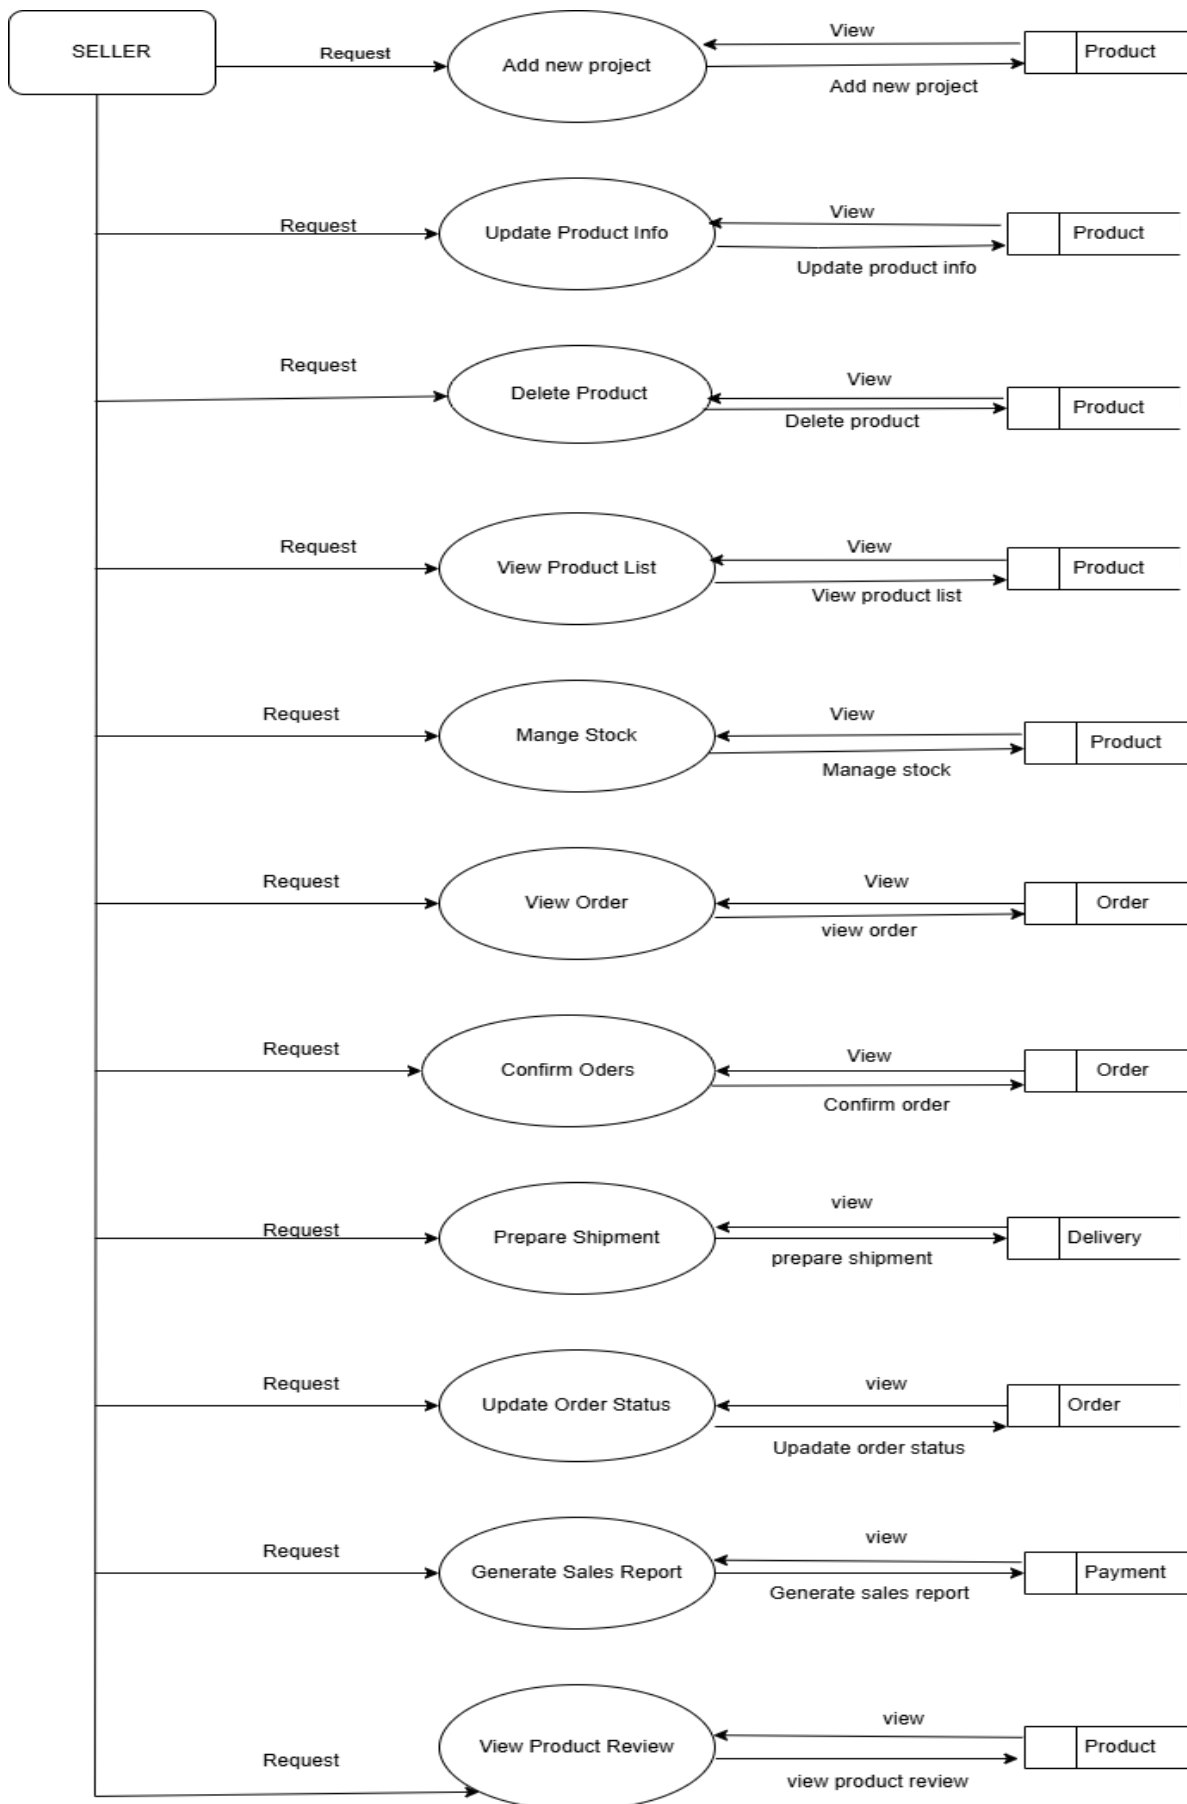 SELLER
Request
Add new project
View
Product
Add new project
Request
Update Product Info
View
Product
Update product info
Request
Delete Product
View
Product
Delete product
Request
View Product List
View
Product
View product list
Request
Mange Stock
View
Product
Manage stock
Request
View Order
View
Order
view order
Request
Confirm Oders
View
Order
Confirm order
Request
Prepare Shipment
view
Delivery
prepare shipment
Request
Update Order Status
view
Order
Upadate order status
Request
Generate Sales Report
view
Payment
Generate sales report
Request
View Product Review
view
Product
view product review